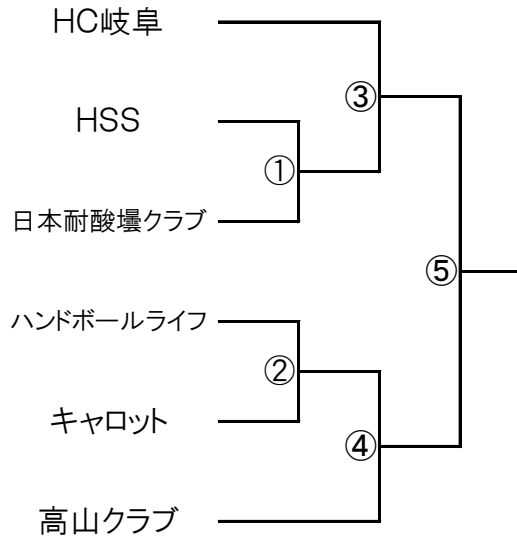 HC岐阜
③
HSS
①
日本耐酸壜クラブ
⑤
ハンドボールライフ
②
キャロット
④
高山クラブ